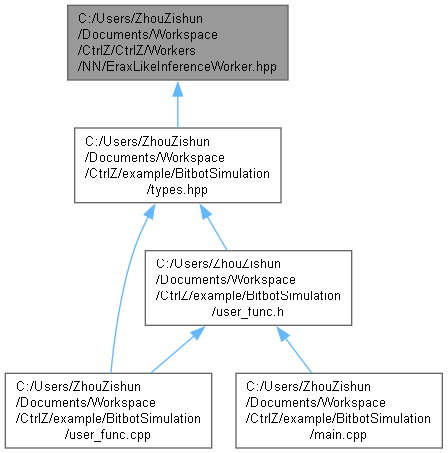 C:/Users/ZhouZishun
/Documents/Workspace
/CtrlZ/CtrlZ/Workers
/NN/EraxLikeInferenceWorker.hpp
C:/Users/ZhouZishun
/Documents/Workspace
/CtrlZ/example/BitbotSimulation
/types.hpp
C:/Users/ZhouZishun
/Documents/Workspace
/CtrlZ/example/BitbotSimulation
/user_func.h
C:/Users/ZhouZishun
/Documents/Workspace
/CtrlZ/example/BitbotSimulation
/user_func.cpp
C:/Users/ZhouZishun
/Documents/Workspace
/CtrlZ/example/BitbotSimulation
/main.cpp